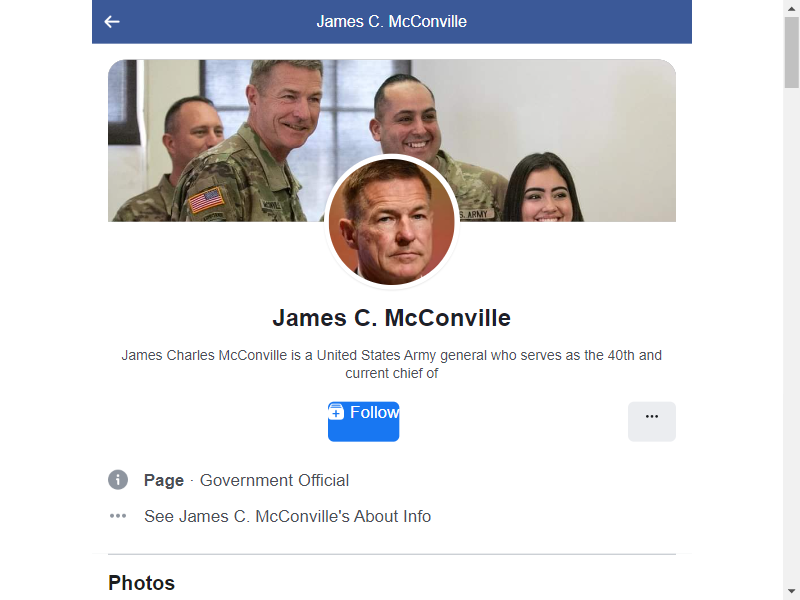 James C. McConville
James C. McConville
James Charles McConville is a United States Army general who serves as the 40th and
current chief of
Follow
Page · Government Official
See James C. McConville's About Info
Photos